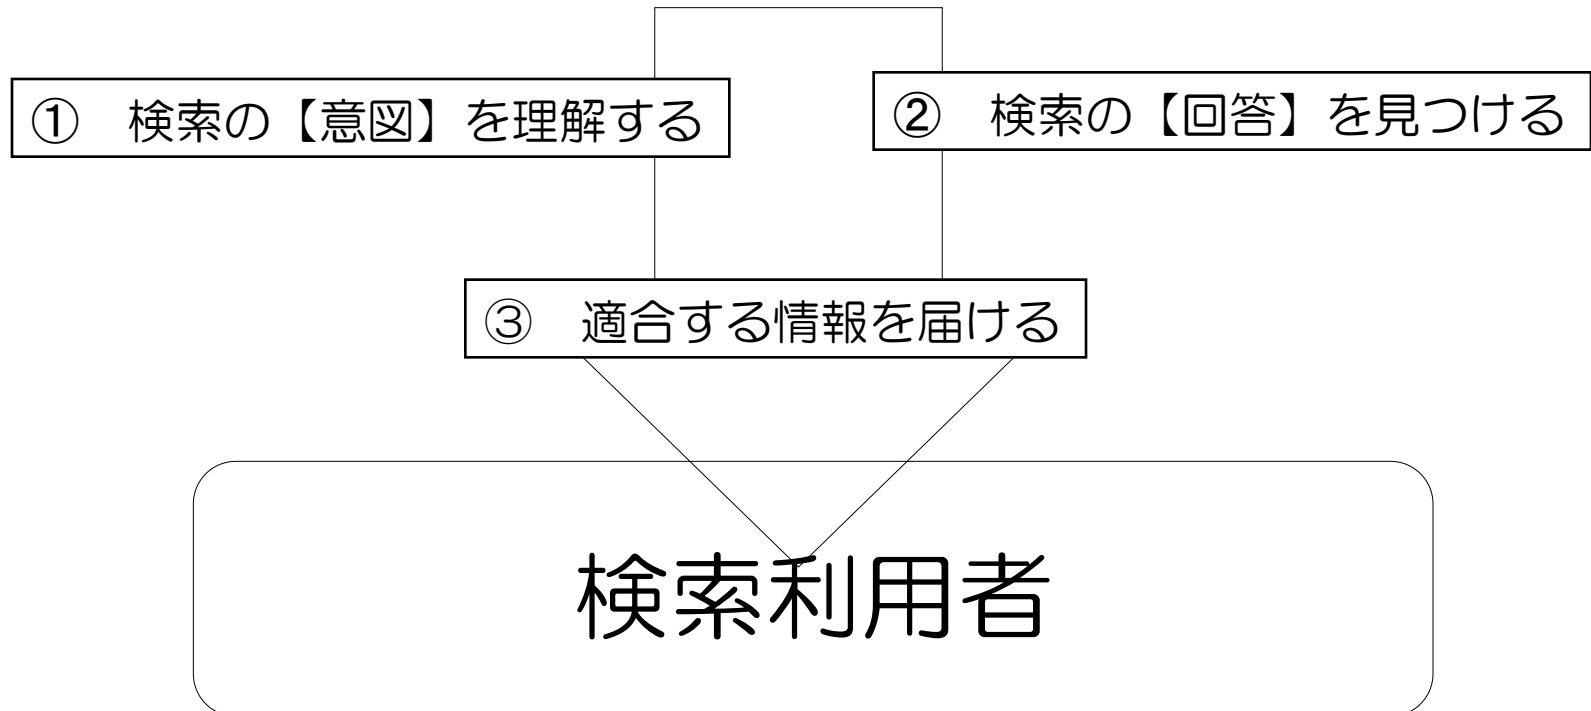 ① 検索の【意図】を理解する
② 検索の【回答】を見つける
③ 適合する情報を届ける
検索利用者